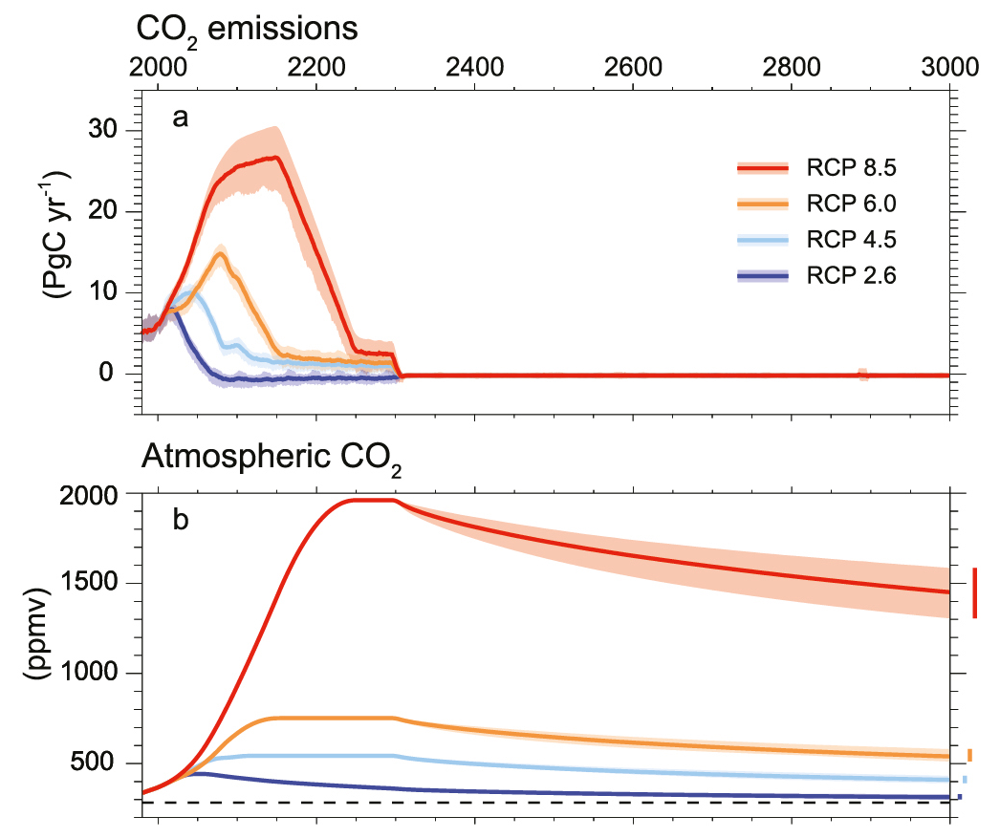 CO₂ emissions
2000 2200 2400 2600 2800 3000
a
30
20
10
0
(PgC yr⁻¹)
RCP 8.5
RCP 6.0
RCP 4.5
RCP 2.6
Atmospheric CO₂
b
2000
1500
1000
500
(ppmv)